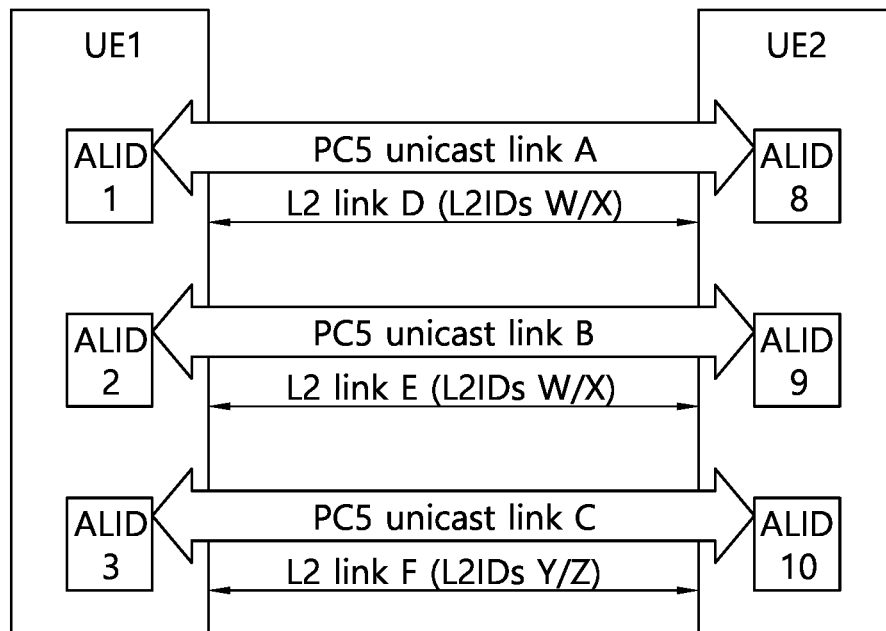 UE1
UE2
ALID
1
PC5 unicast link A
L2 link D (L2IDs W/X)
ALID
8
ALID
2
PC5 unicast link B
L2 link E (L2IDs W/X)
ALID
9
ALID
3
PC5 unicast link C
L2 link F (L2IDs Y/Z)
ALID
10